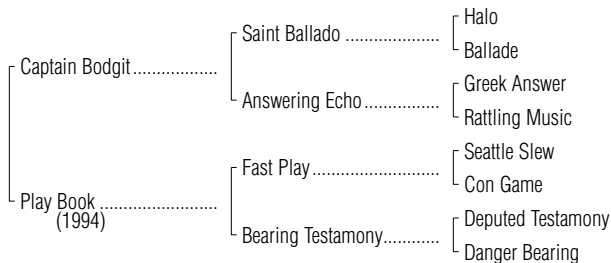 Halo
Saint Ballado ...................
Ballade
Captain Bodgit.................
Greek Answer
Answering Echo................
Rattling Music
Seattle Slew
Fast Play..........................
Con Game
Play Book ........................
(1994)
Deputed Testamony
Bearing Testamony............
Danger Bearing